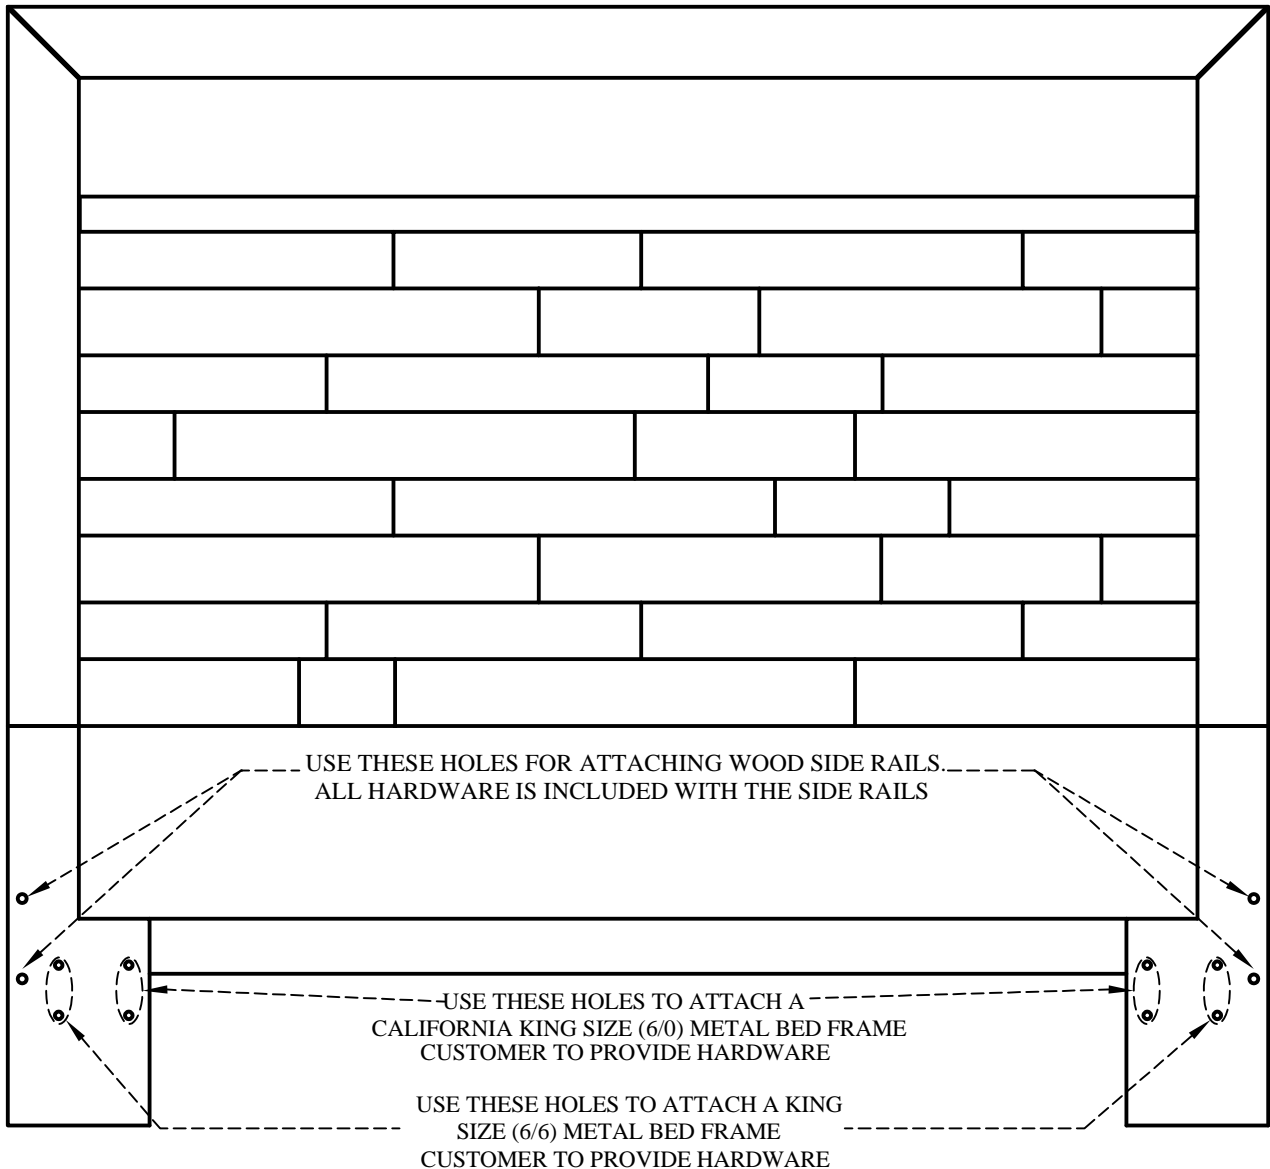 USE THESE HOLES FOR ATTACHING WOOD SIDE RAILS.
ALL HARDWARE IS INCLUDED WITH THE SIDE RAILS
USE THESE HOLES TO ATTACH A
CALIFORNIA KING SIZE (6/0) METAL BED FRAME
CUSTOMER TO PROVIDE HARDWARE
USE THESE HOLES TO ATTACH A KING
SIZE (6/6) METAL BED FRAME
CUSTOMER TO PROVIDE HARDWARE